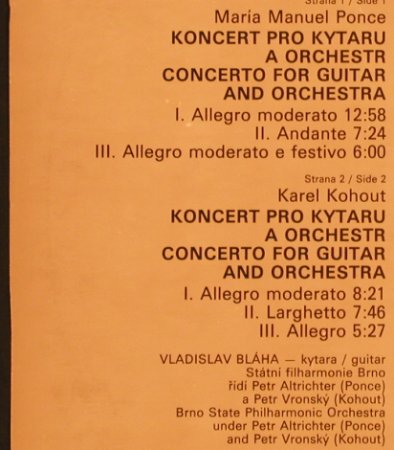 Strana 1 / Side 1
María Manuel Ponce
KONCERT PRO KYTARU
A ORCHESTR
CONCERTO FOR GUITAR
AND ORCHESTRA
I. Allegro moderato 12:58
II. Andante 7:24
III. Allegro moderato e festivo 6:00
Strana 2 / Side 2
Karel Kohout
KONCERT PRO KYTARU
A ORCHESTR
CONCERTO FOR GUITAR
AND ORCHESTRA
I. Allegro moderato 8:21
II. Larghetto 7:46
III. Allegro 5:27
VLADISLAV BLÁHA — kytara / guitar
Státní filharmonie Brno
řídí Petr Altrichter (Ponce)
a Petr Vronský (Kohout)
Brno State Philharmonic Orchestra
under Petr Altrichter (Ponce)
and Petr Vronský (Kohout)